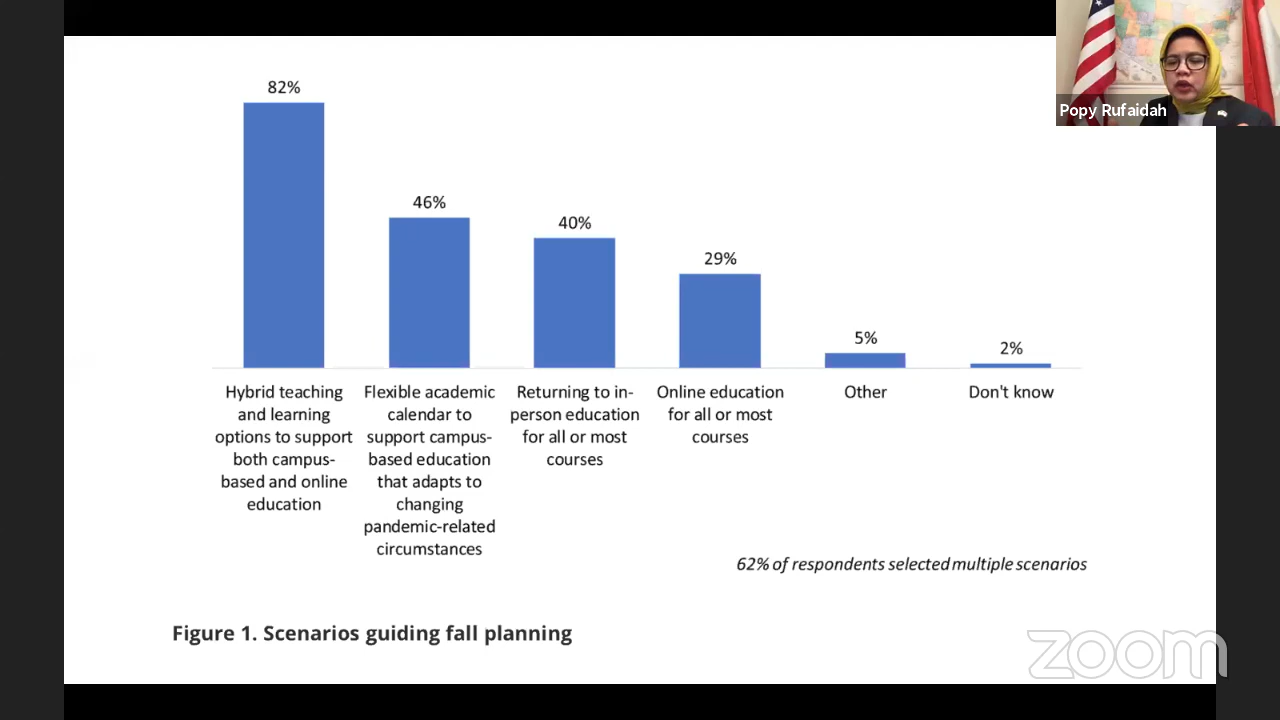 Popy Rufaidah
82%
46%
40%
29%
5%
2%
Hybrid teaching
and learning
options to support
both campus-
based and online
education
Flexible academic
calendar to
support campus-
based education
that adapts to
changing
pandemic-related
circumstances
Returning to in-
person education
for all or most
courses
Online education
for all or most
courses
Other
Don't know
62% of respondents selected multiple scenarios
Figure 1. Scenarios guiding fall planning
zoom